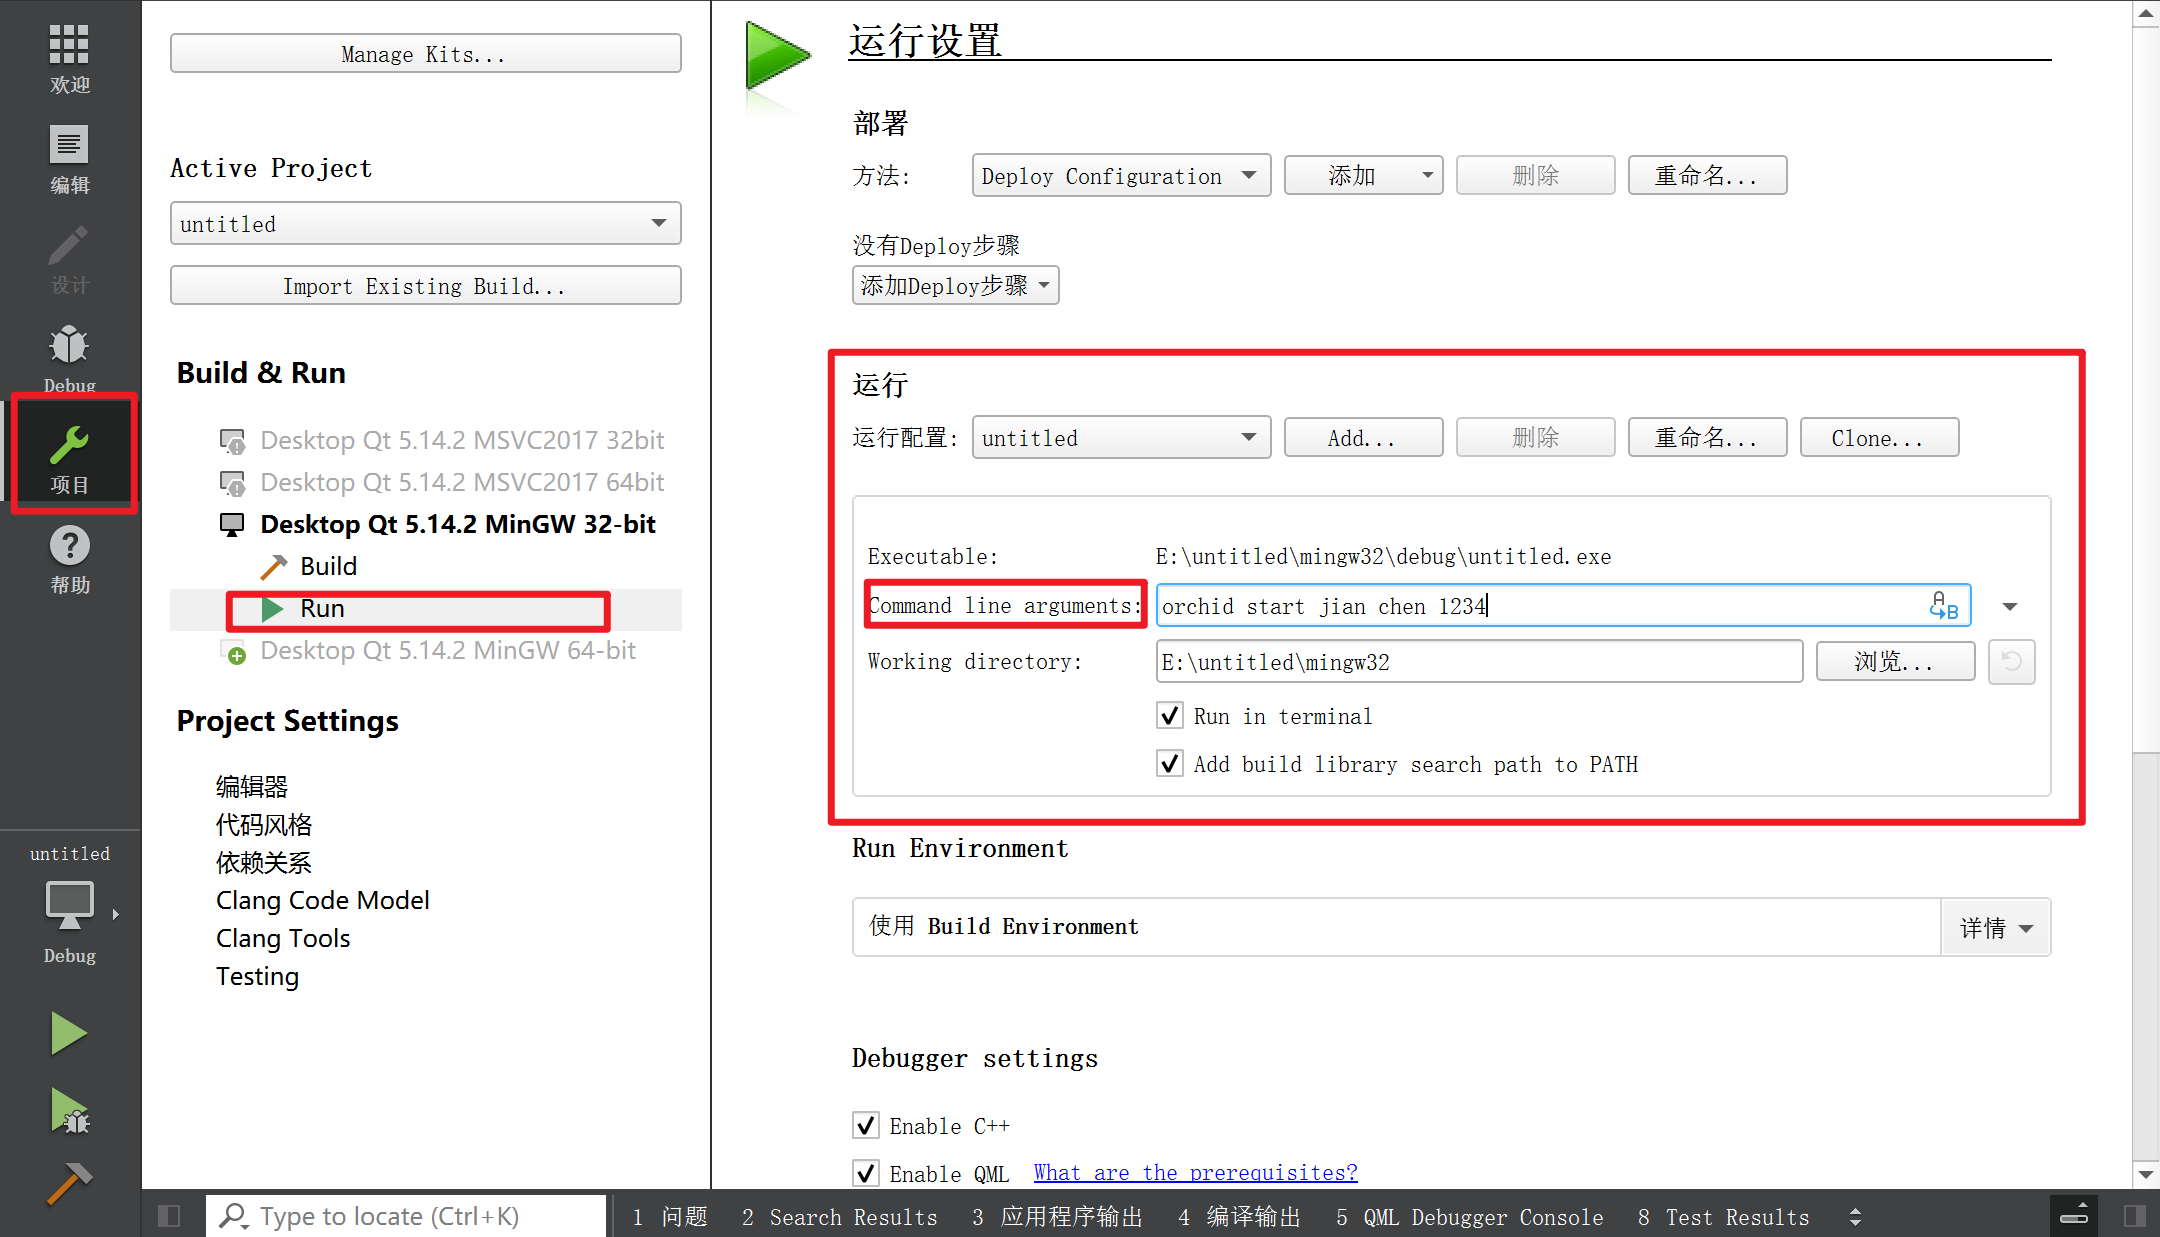 欢迎
编辑
设计
Debug
项目
帮助
untitled
Debug
Manage Kits...
Active Project
untitled
Import Existing Build...
Build & Run
Desktop Qt 5.14.2 MSVC2017 32bit
Desktop Qt 5.14.2 MSVC2017 64bit
Desktop Qt 5.14.2 MinGW 32-bit
Build
Run
Desktop Qt 5.14.2 MinGW 64-bit
Project Settings
编辑器
代码风格
依赖关系
Clang Code Model
Clang Tools
Testing
运行设置
部署
方法: Deploy Configuration 添加 删除 重命名...
没有Deploy步骤
添加Deploy步骤
运行
运行配置: untitled Add... 删除 重命名... Clone...
Executable: E:\untitled\mingw32\debug\untitled.exe
Command line arguments: orchid start jian chen 1234 A B
Working directory: E:\untitled\mingw32 浏览...
Run in terminal
Add build library search path to PATH
Run Environment
使用 Build Environment 详情
Debugger settings
Enable C++
Enable QML What are the prerequisites?
Type to locate (Ctrl+K) 1 问题 2 Search Results 3 应用程序输出 4 编译输出 5 QML Debugger Console 8 Test Results